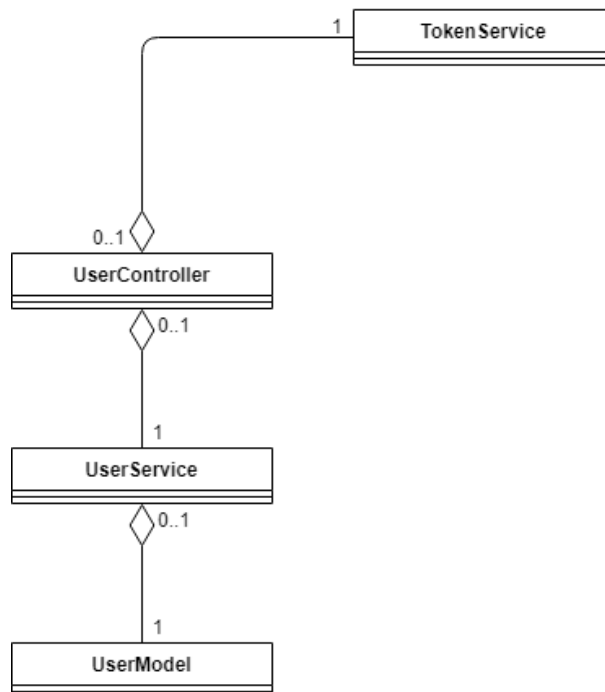 1
TokenService
0..1
UserController
0..1
1
UserService
0..1
1
UserModel